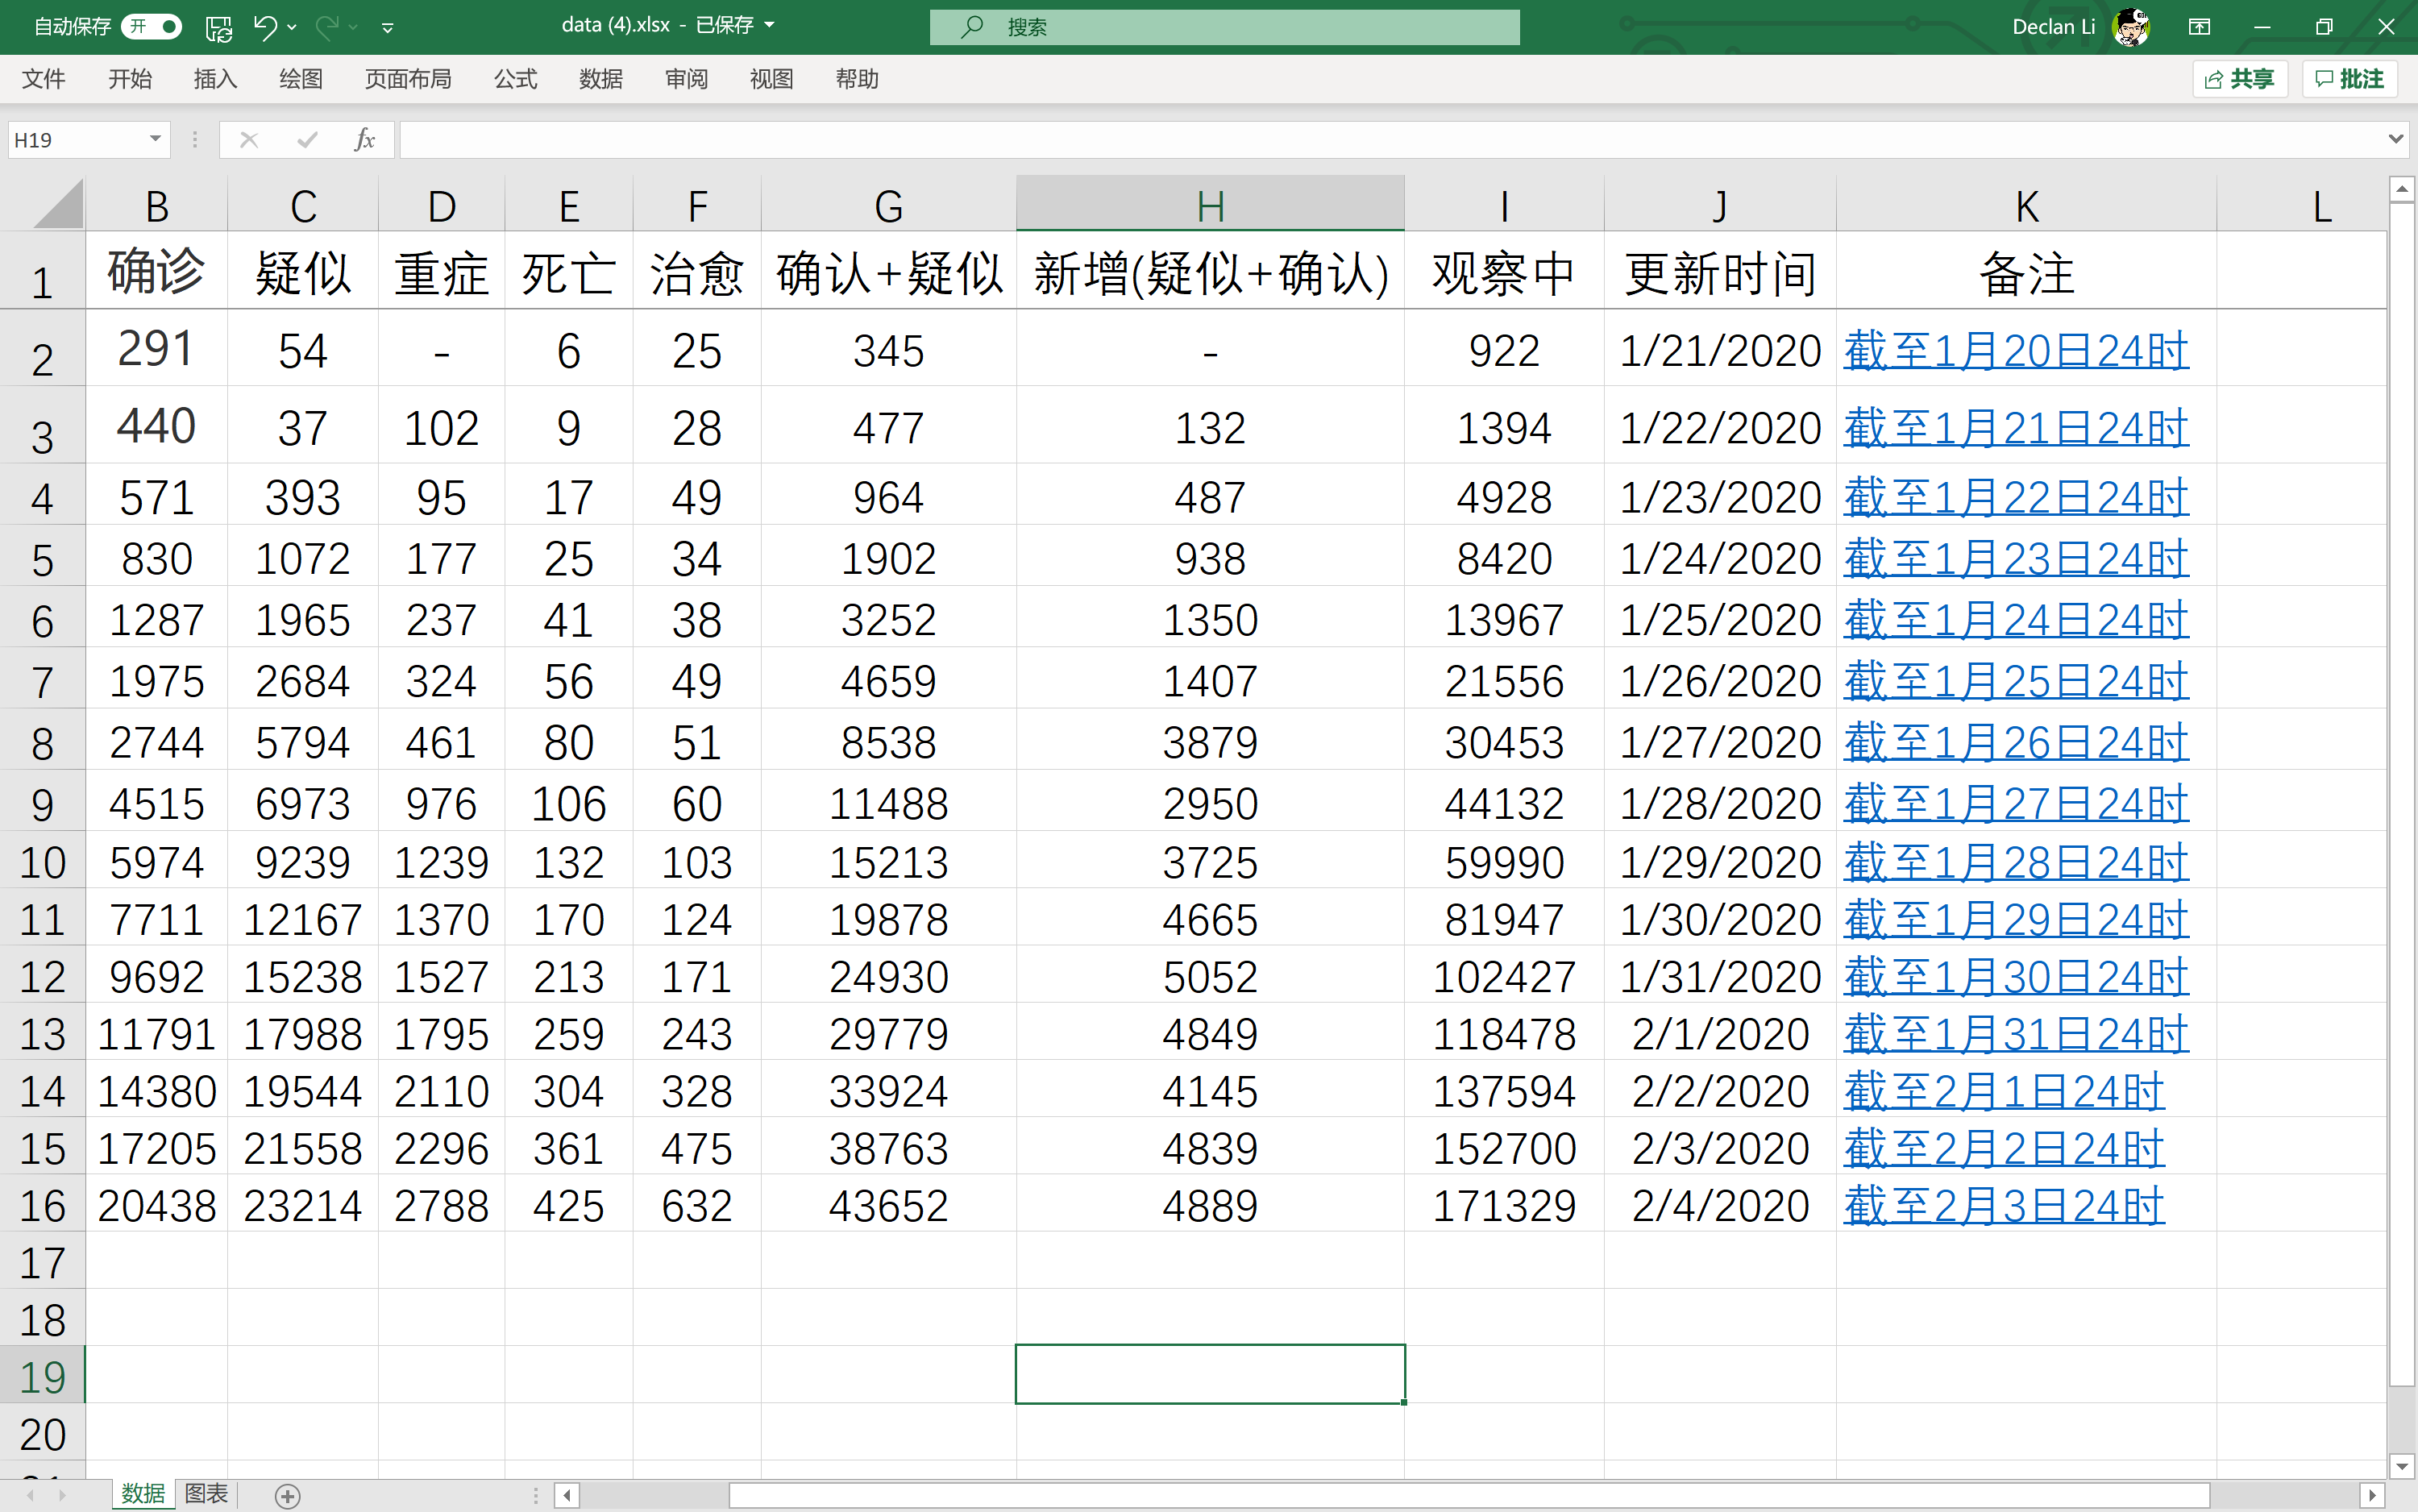 自动保存 开 data (4).xlsx - 已保存 搜索 Declan Li
文件 开始 插入 绘图 页面布局 公式 数据 审阅 视图 帮助 共享 批注
H19 fx
B C D E F G H I J K L
1 确诊 疑似 重症 死亡 治愈 确认+疑似 新增(疑似+确认) 观察中 更新时间 备注
2 291 54 - 6 25 345 - 922 1/21/2020 截至1月20日24时
3 440 37 102 9 28 477 132 1394 1/22/2020 截至1月21日24时
4 571 393 95 17 49 964 487 4928 1/23/2020 截至1月22日24时
5 830 1072 177 25 34 1902 938 8420 1/24/2020 截至1月23日24时
6 1287 1965 237 41 38 3252 1350 13967 1/25/2020 截至1月24日24时
7 1975 2684 324 56 49 4659 1407 21556 1/26/2020 截至1月25日24时
8 2744 5794 461 80 51 8538 3879 30453 1/27/2020 截至1月26日24时
9 4515 6973 976 106 60 11488 2950 44132 1/28/2020 截至1月27日24时
10 5974 9239 1239 132 103 15213 3725 59990 1/29/2020 截至1月28日24时
11 7711 12167 1370 170 124 19878 4665 81947 1/30/2020 截至1月29日24时
12 9692 15238 1527 213 171 24930 5052 102427 1/31/2020 截至1月30日24时
13 11791 17988 1795 259 243 29779 4849 118478 2/1/2020 截至1月31日24时
14 14380 19544 2110 304 328 33924 4145 137594 2/2/2020 截至2月1日24时
15 17205 21558 2296 361 475 38763 4839 152700 2/3/2020 截至2月2日24时
16 20438 23214 2788 425 632 43652 4889 171329 2/4/2020 截至2月3日24时
17
18
19
20
数据 图表